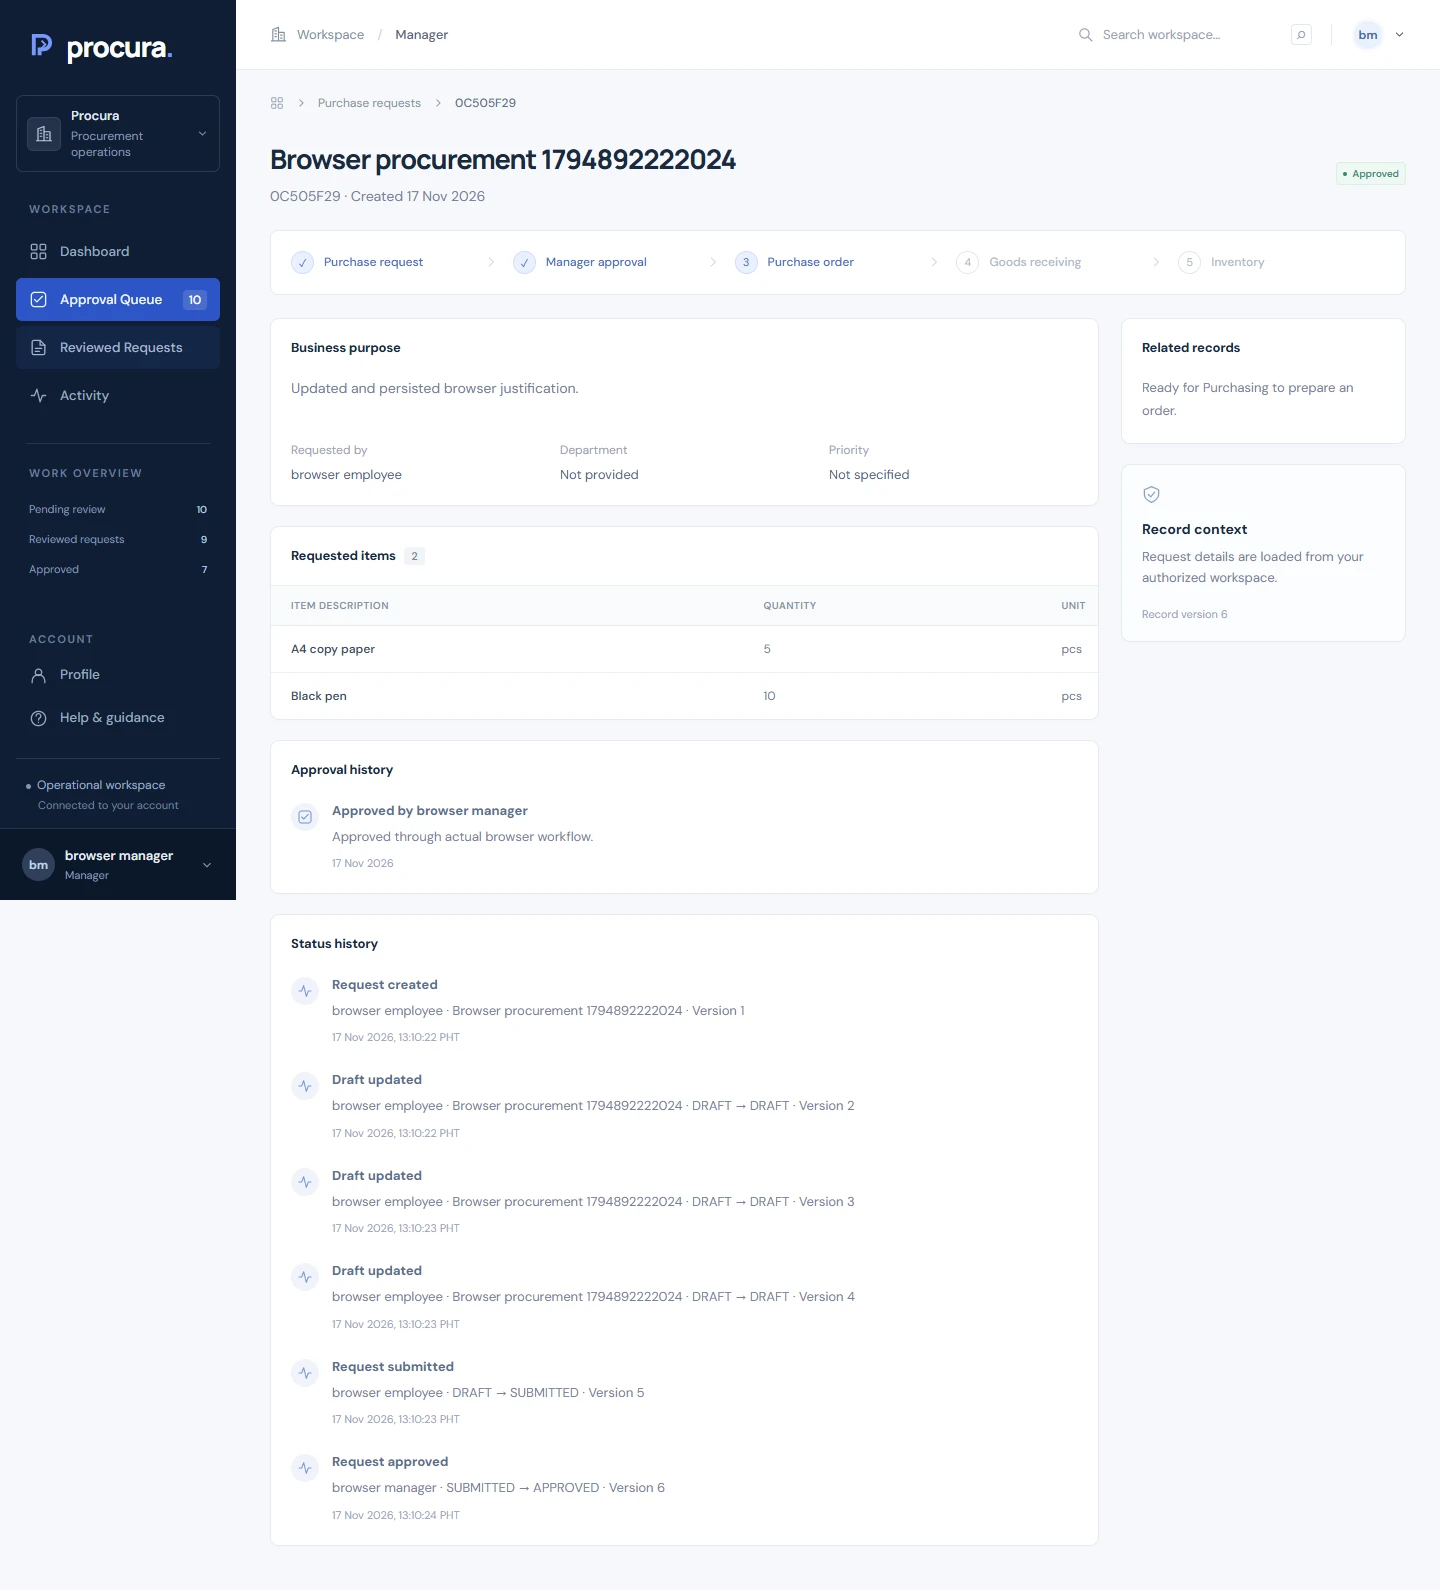 procura.
Procura
Procurement
operations
WORKSPACE
Dashboard
Approval Queue 10
Reviewed Requests
Activity
WORK OVERVIEW
Pending review 10
Reviewed requests 9
Approved 7
ACCOUNT
Profile
Help & guidance
Operational workspace
Connected to your account
bm browser manager
Manager
Workspace / Manager
Search workspace...
bm
Purchase requests 0C505F29
Browser procurement 1794892222024
0C505F29 · Created 17 Nov 2026
Approved
Purchase request
Manager approval
3 Purchase order
4 Goods receiving
5 Inventory
Business purpose
Updated and persisted browser justification.
Requested by Department Priority
browser employee Not provided Not specified
Requested items 2
ITEM DESCRIPTION QUANTITY UNIT
A4 copy paper 5 pcs
Black pen 10 pcs
Approval history
Approved by browser manager
Approved through actual browser workflow.
17 Nov 2026
Status history
Request created
browser employee · Browser procurement 1794892222024 · Version 1
17 Nov 2026, 13:10:22 PHT
Draft updated
browser employee · Browser procurement 1794892222024 · DRAFT → DRAFT · Version 2
17 Nov 2026, 13:10:22 PHT
Draft updated
browser employee · Browser procurement 1794892222024 · DRAFT → DRAFT · Version 3
17 Nov 2026, 13:10:23 PHT
Draft updated
browser employee · Browser procurement 1794892222024 · DRAFT → DRAFT · Version 4
17 Nov 2026, 13:10:23 PHT
Request submitted
browser employee · DRAFT → SUBMITTED · Version 5
17 Nov 2026, 13:10:23 PHT
Request approved
browser manager · SUBMITTED → APPROVED · Version 6
17 Nov 2026, 13:10:24 PHT
Related records
Ready for Purchasing to prepare an
order.
Record context
Request details are loaded from your
authorized workspace.
Record version 6